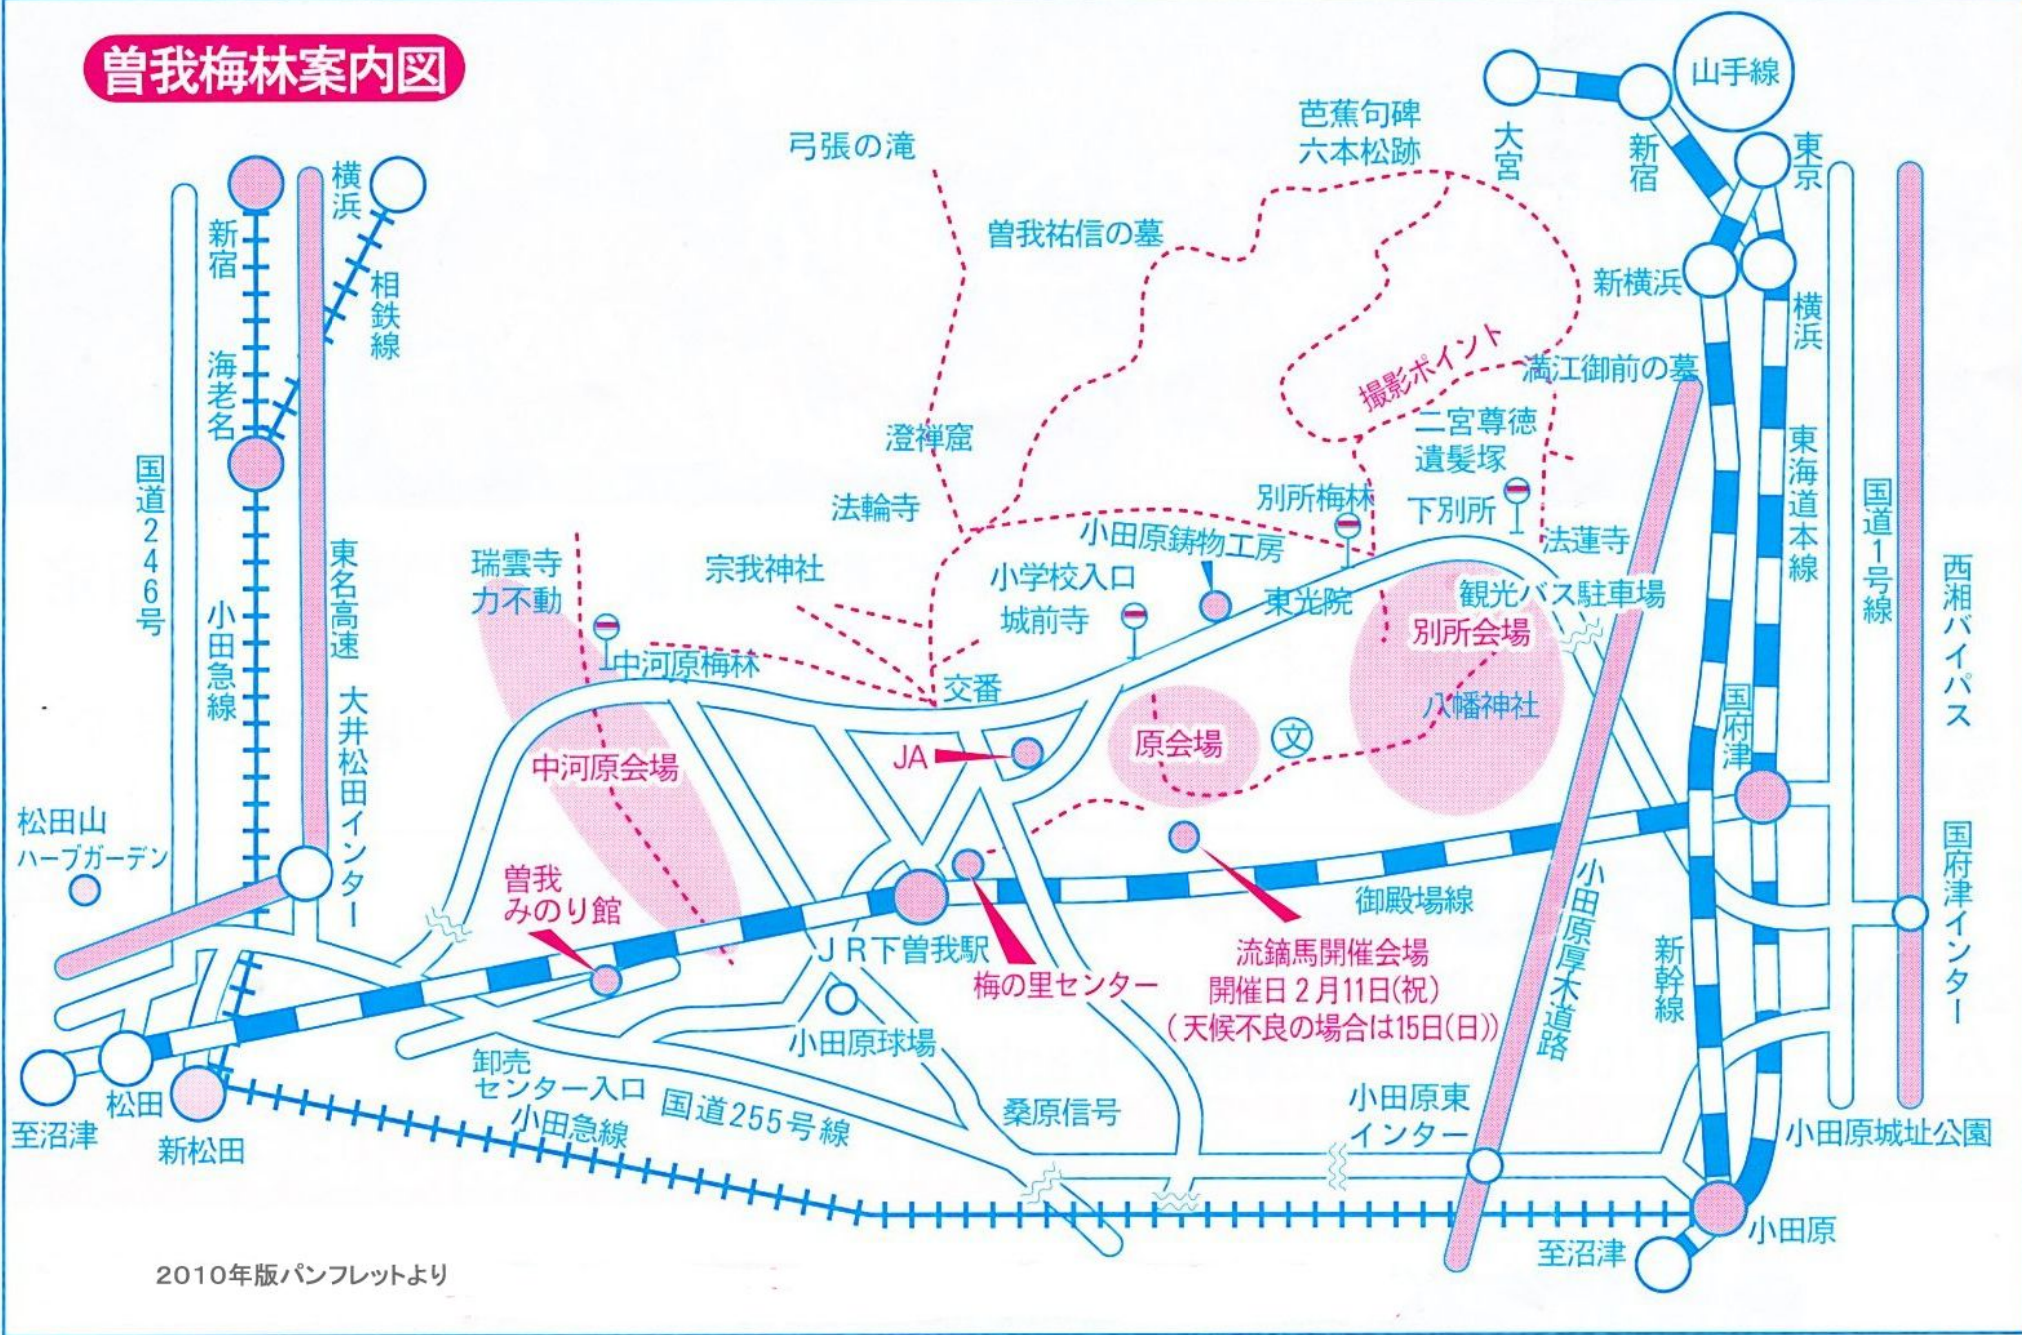 曽我梅林案内図
山手線
大宮
新宿
東京
芭蕉句碑
六本松跡
弓張の滝
曽我祐信の墓
横浜
新宿
相鉄線
海老名
新横浜
横浜
撮影ポイント
満江御前の墓
二宮尊徳
遺髪塚
澄禅窟
法輪寺
別所梅林
下別所
法蓮寺
東海道本線
国道1号線
西湘バイパス
国道246号
小田急線
東名高速
大井松田インター
瑞雲寺
力不動
宗我神社
小田原鋳物工房
小学校入口
城前寺
東光院
観光バス駐車場
別所会場
八幡神社
中河原梅林
交番
中河原会場
JA
原会場
文
国府津
国府津インター
松田山
ハーブガーデン
曽我
みのり館
JR下曽我駅
梅の里センター
御殿場線
流鏑馬開催会場
開催日2月11日(祝)
(天候不良の場合は15日(日))
小田原厚木道路
新幹線
小田原球場
卸売
センター入口
小田急線
国道255号線
桑原信号
小田原東
インター
小田原城址公園
松田
至沼津
新松田
小田原
至沼津
2010年版パンフレットより